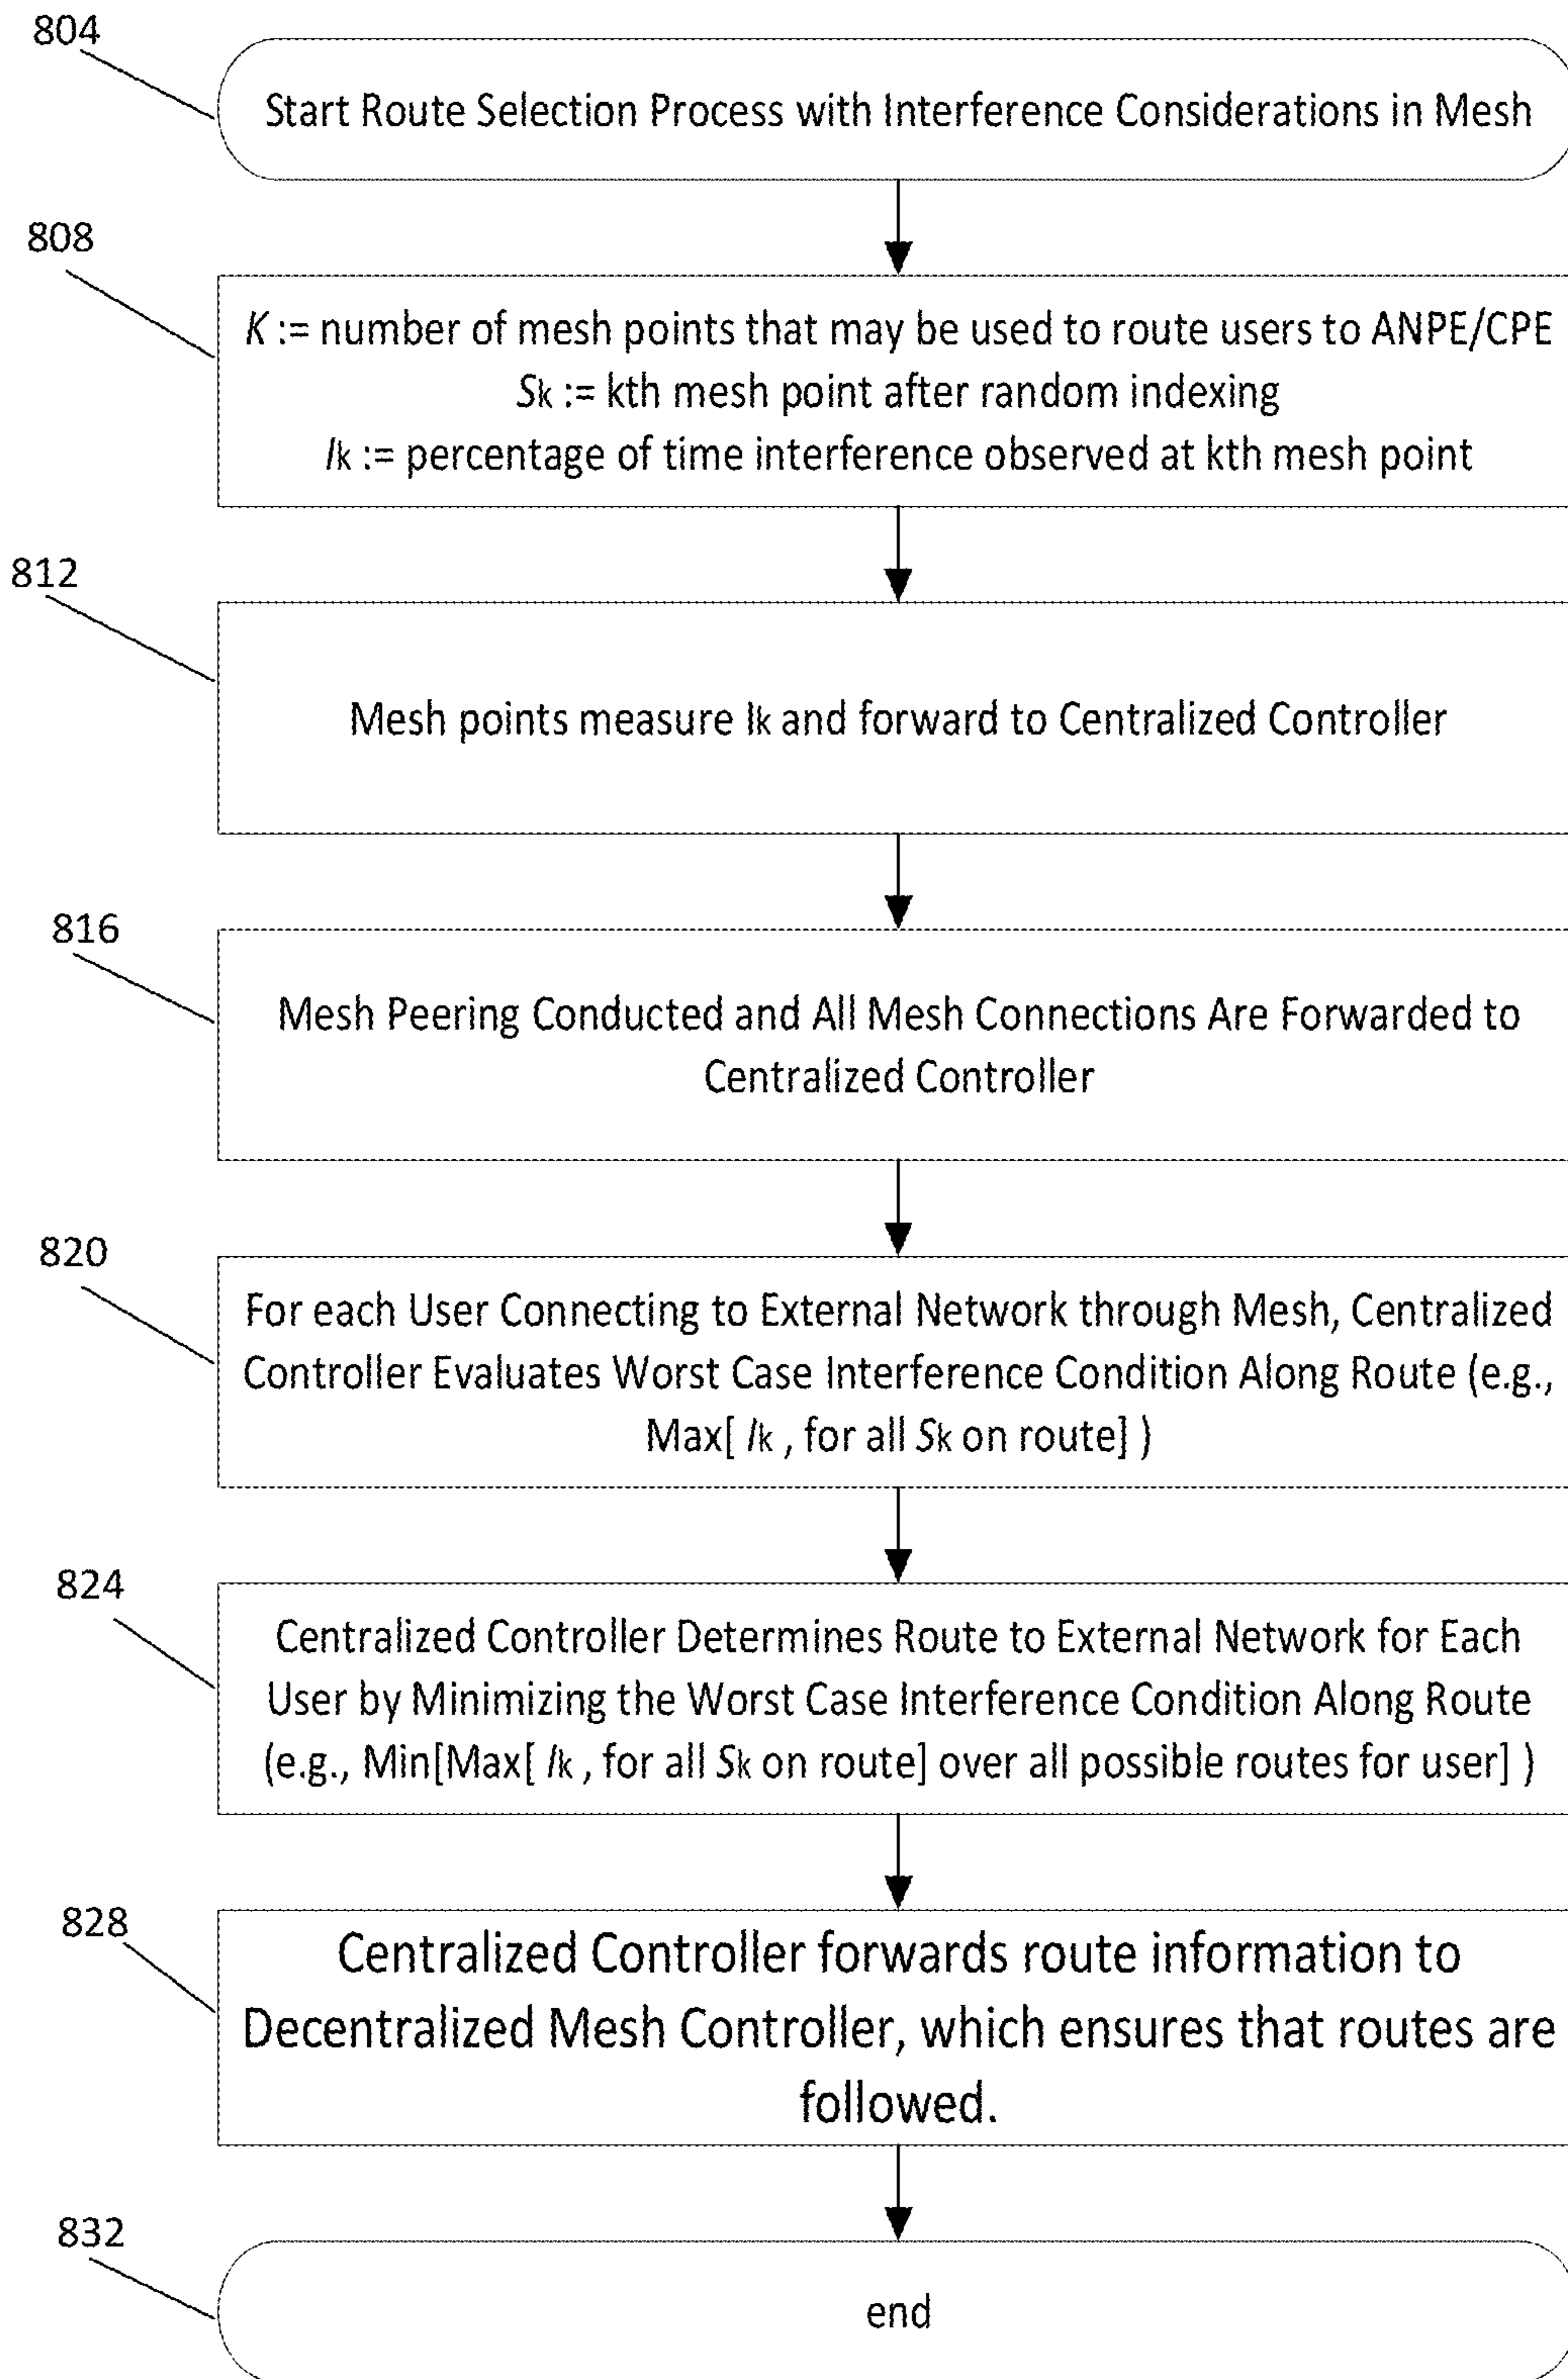 804
Start Route Selection Process with Interference Considerations in Mesh
808
K := number of mesh points that may be used to route users to ANPE/CPE
Sk := kth mesh point after random indexing
Ik := percentage of time interference observed at kth mesh point
812
Mesh points measure Ik and forward to Centralized Controller
816
Mesh Peering Conducted and All Mesh Connections Are Forwarded to
Centralized Controller
820
For each User Connecting to External Network through Mesh, Centralized
Controller Evaluates Worst Case Interference Condition Along Route (e.g.,
Max[ Ik , for all Sk on route] )
824
Centralized Controller Determines Route to External Network for Each
User by Minimizing the Worst Case Interference Condition Along Route
(e.g., Min[Max[ Ik , for all Sk on route] over all possible routes for user] )
828
Centralized Controller forwards route information to
Decentralized Mesh Controller, which ensures that routes are
followed.
832
end